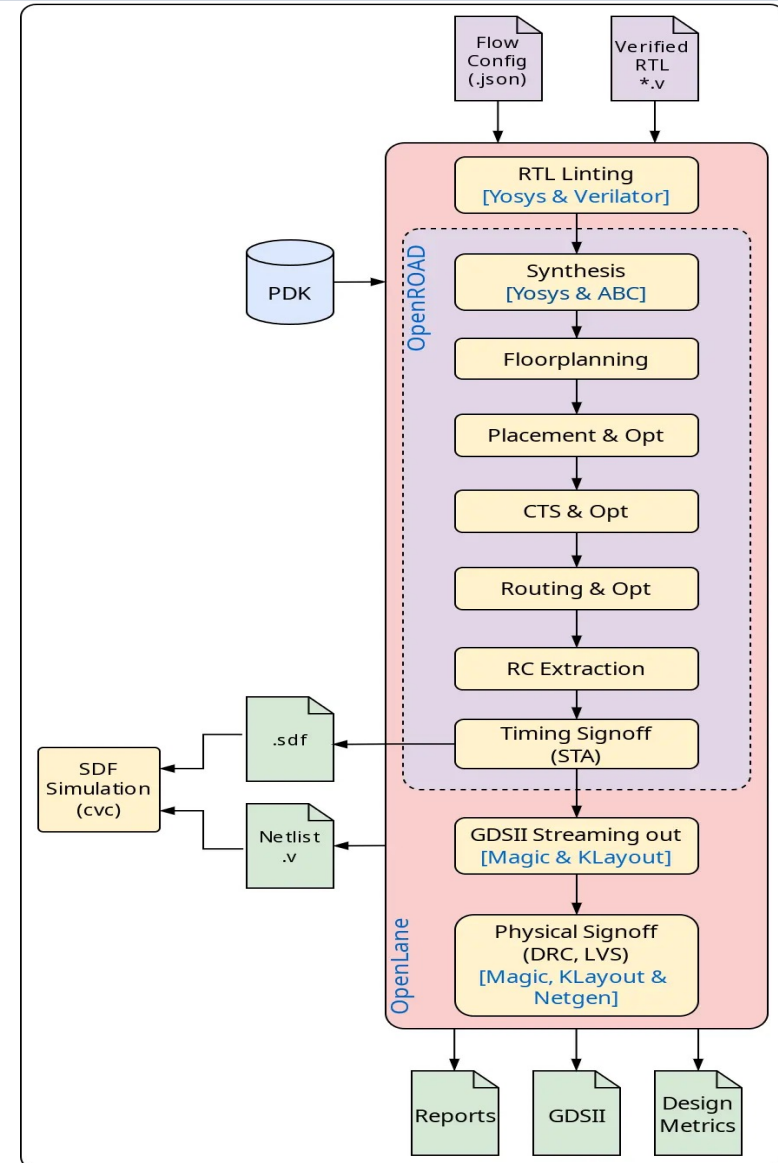 Flow
Config
(.json)
Verified
RTL
*.v
RTL Linting
[Yosys & Verilator]
OpenROAD
PDK
Synthesis
[Yosys & ABC]
Floorplanning
Placement & Opt
CTS & Opt
Routing & Opt
RC Extraction
Timing Signoff
(STA)
.sdf
SDF
Simulation
(cvc)
Netlist
.v
GDSII Streaming out
[Magic & KLayout]
OpenLane
Physical Signoff
(DRC, LVS)
[Magic, KLayout &
Netgen]
Reports
GDSII
Design
Metrics